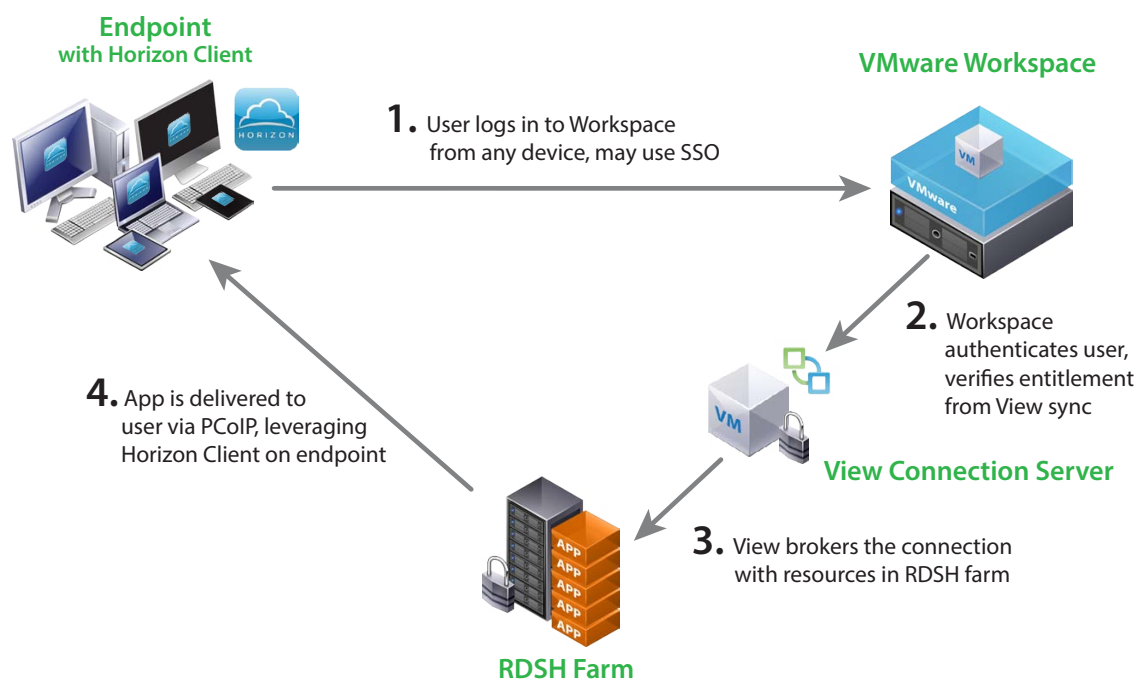 Endpoint
with Horizon Client
HORIZON
1. User logs in to Workspace
from any device, may use SSO
VMware Workspace
VM
VMware
2. Workspace
authenticates user,
verifies entitlement
from View sync
VM
View Connection Server
3. View brokers the connection
with resources in RDSH farm
APP
APP
APP
APP
APP
RDSH Farm
4. App is delivered to
user via PCoIP, leveraging
Horizon Client on endpoint